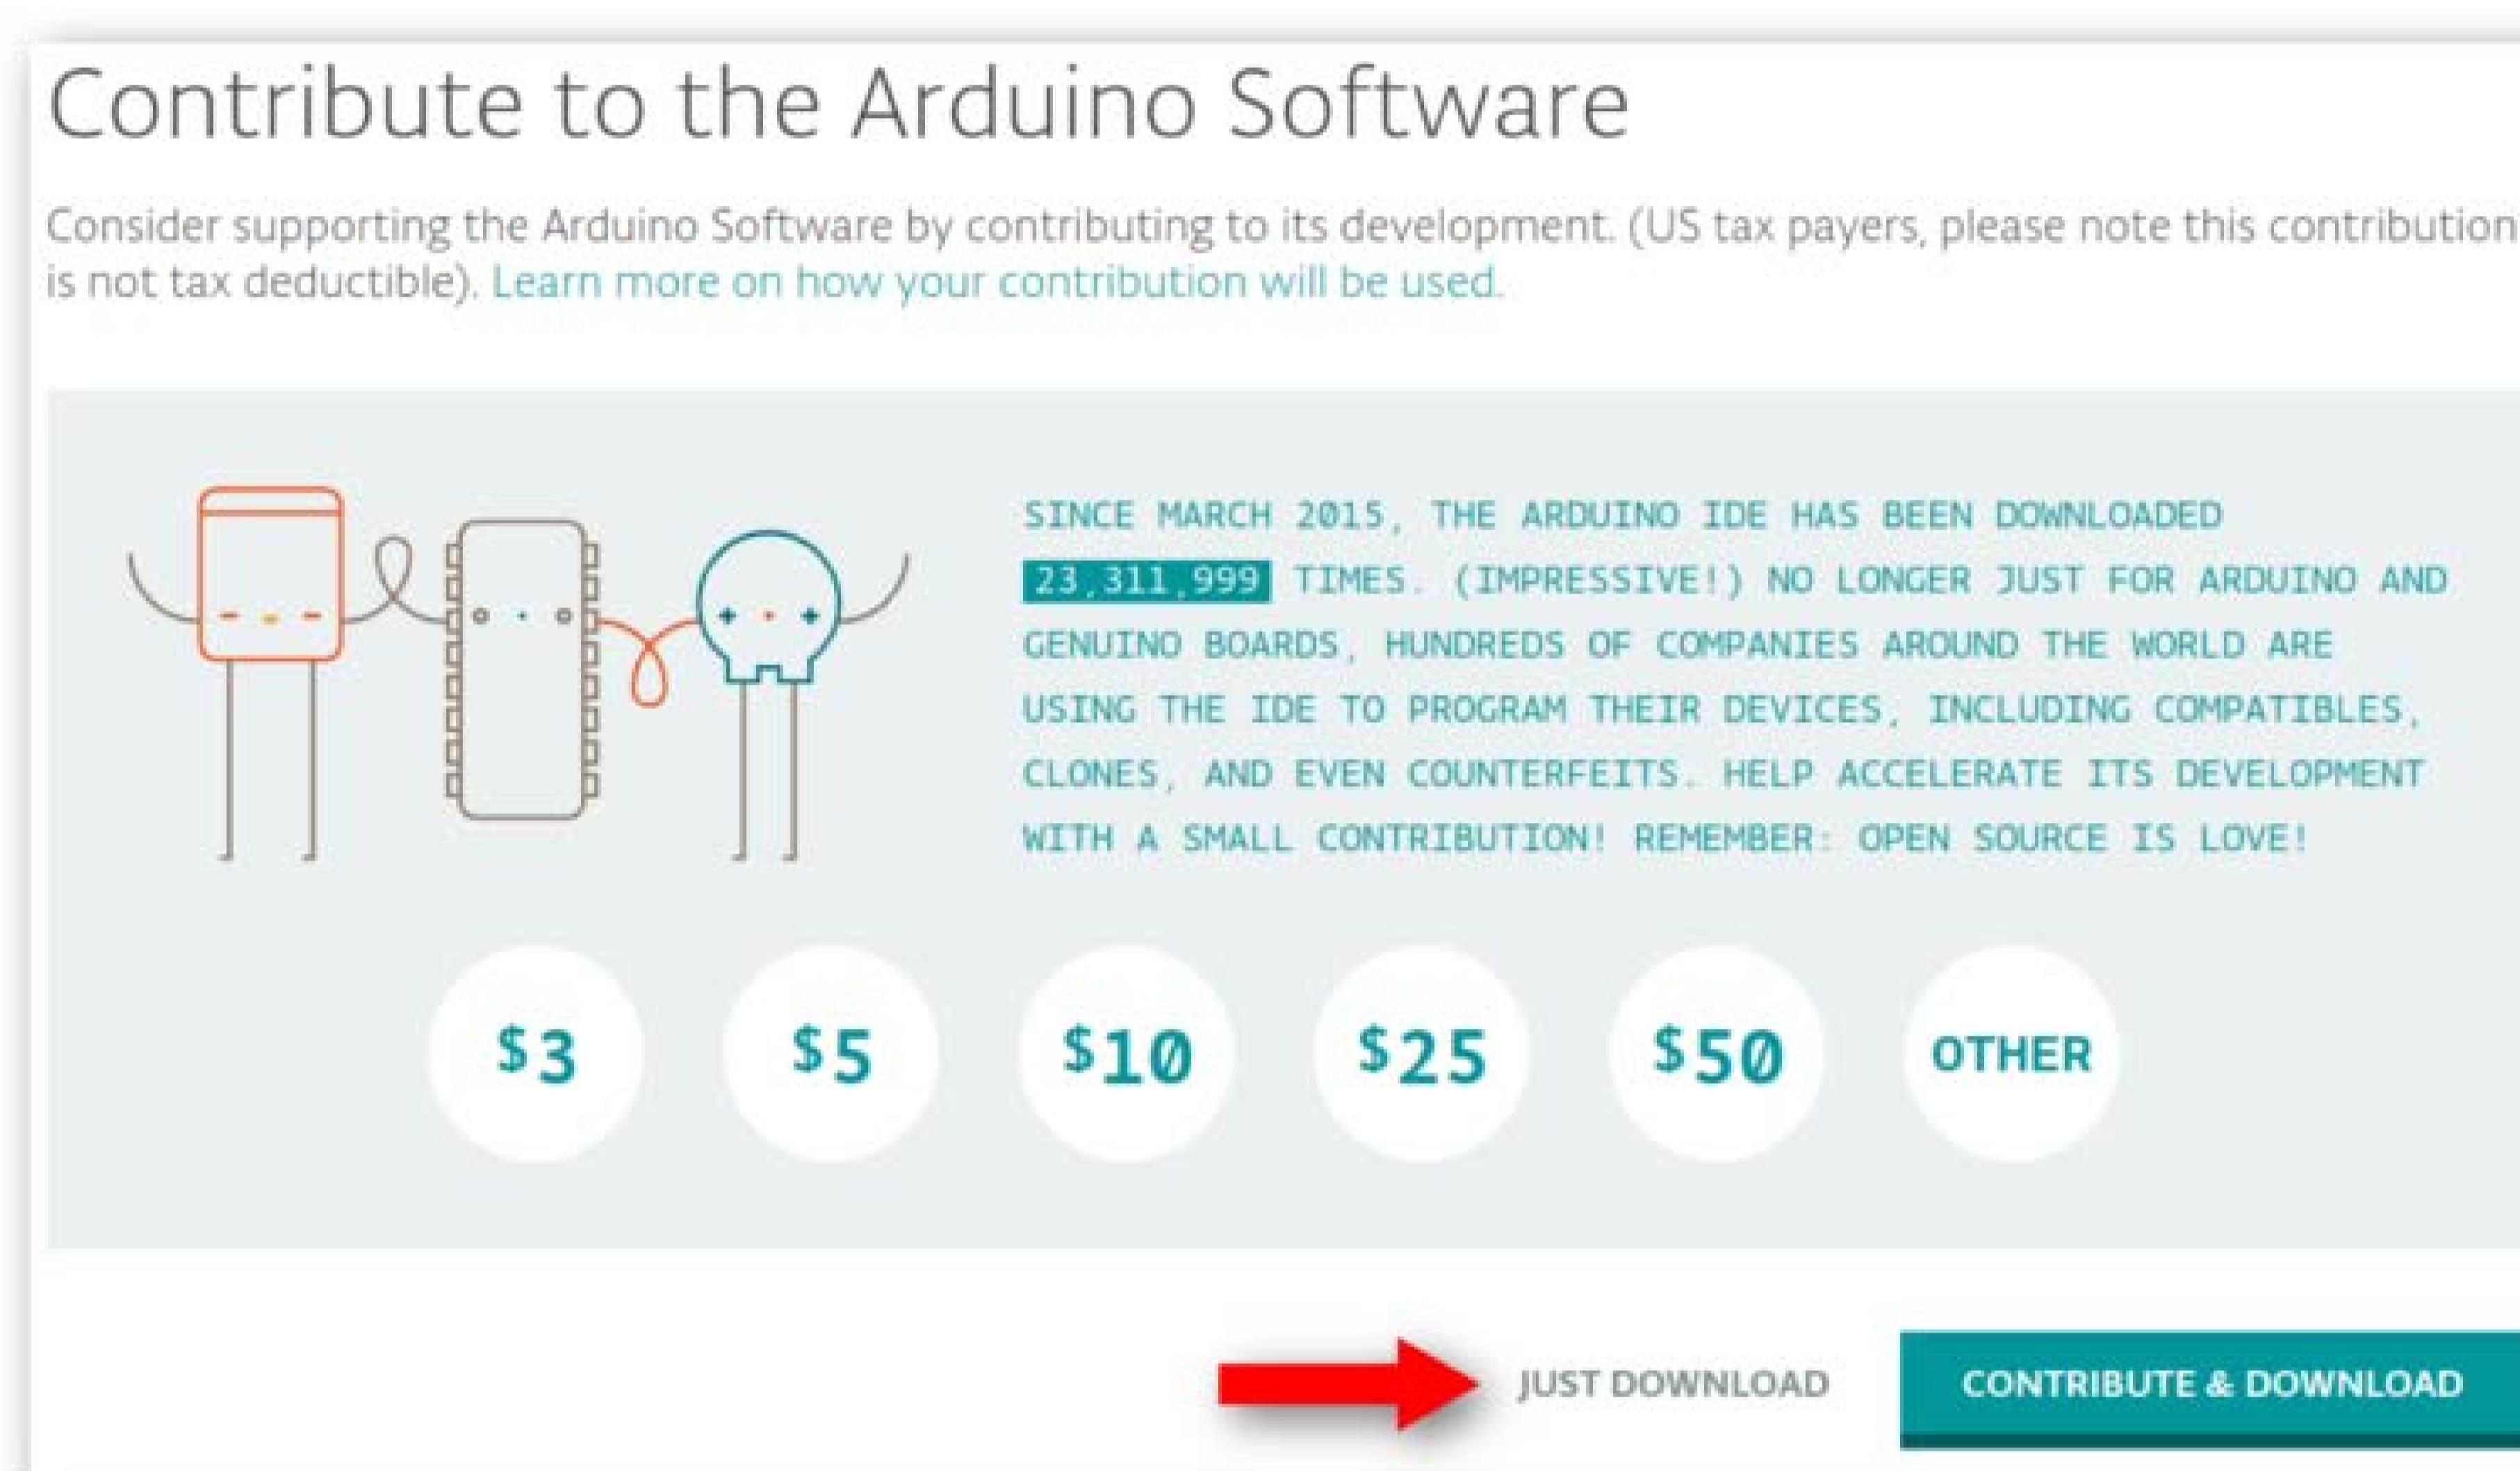 Contribute to the Arduino Software
Consider supporting the Arduino Software by contributing to its development. (US tax payers, please note this contribution
is not tax deductible). Learn more on how your contribution will be used.
SINCE MARCH 2015, THE ARDUINO IDE HAS BEEN DOWNLOADED
23,311,999 TIMES. (IMPRESSIVE!) NO LONGER JUST FOR ARDUINO AND
GENUINO BOARDS, HUNDREDS OF COMPANIES AROUND THE WORLD ARE
USING THE IDE TO PROGRAM THEIR DEVICES, INCLUDING COMPATIBLES,
CLONES, AND EVEN COUNTERFEITS. HELP ACCELERATE ITS DEVELOPMENT
WITH A SMALL CONTRIBUTION! REMEMBER: OPEN SOURCE IS LOVE!
$3 $5 $10 $25 $50 OTHER
JUST DOWNLOAD CONTRIBUTE & DOWNLOAD